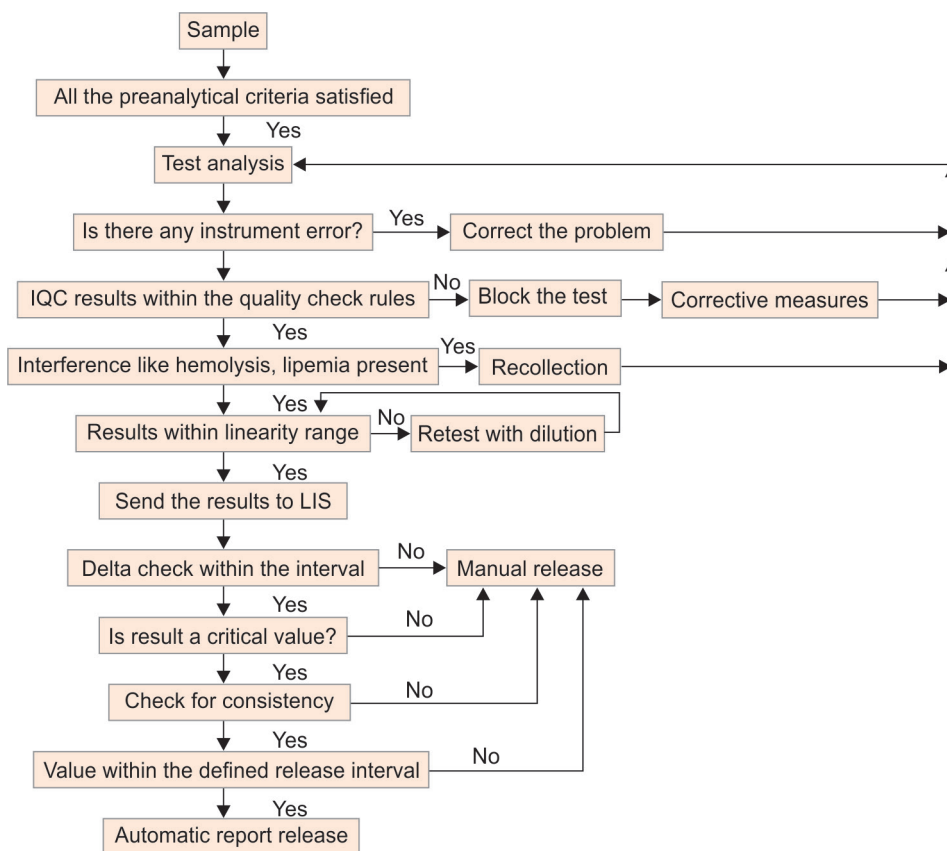 Sample
All the preanalytical criteria satisfied
Yes
Test analysis
Is there any instrument error?
Yes
Correct the problem
IQC results within the quality check rules
No
Block the test
Corrective measures
Yes
Interference like hemolysis, lipemia present
Yes
Recollection
Yes
Results within linearity range
No
Retest with dilution
Yes
Send the results to LIS
Delta check within the interval
No
Manual release
Yes
Is result a critical value?
No
Yes
Check for consistency
No
Yes
Value within the defined release interval
No
Yes
Automatic report release